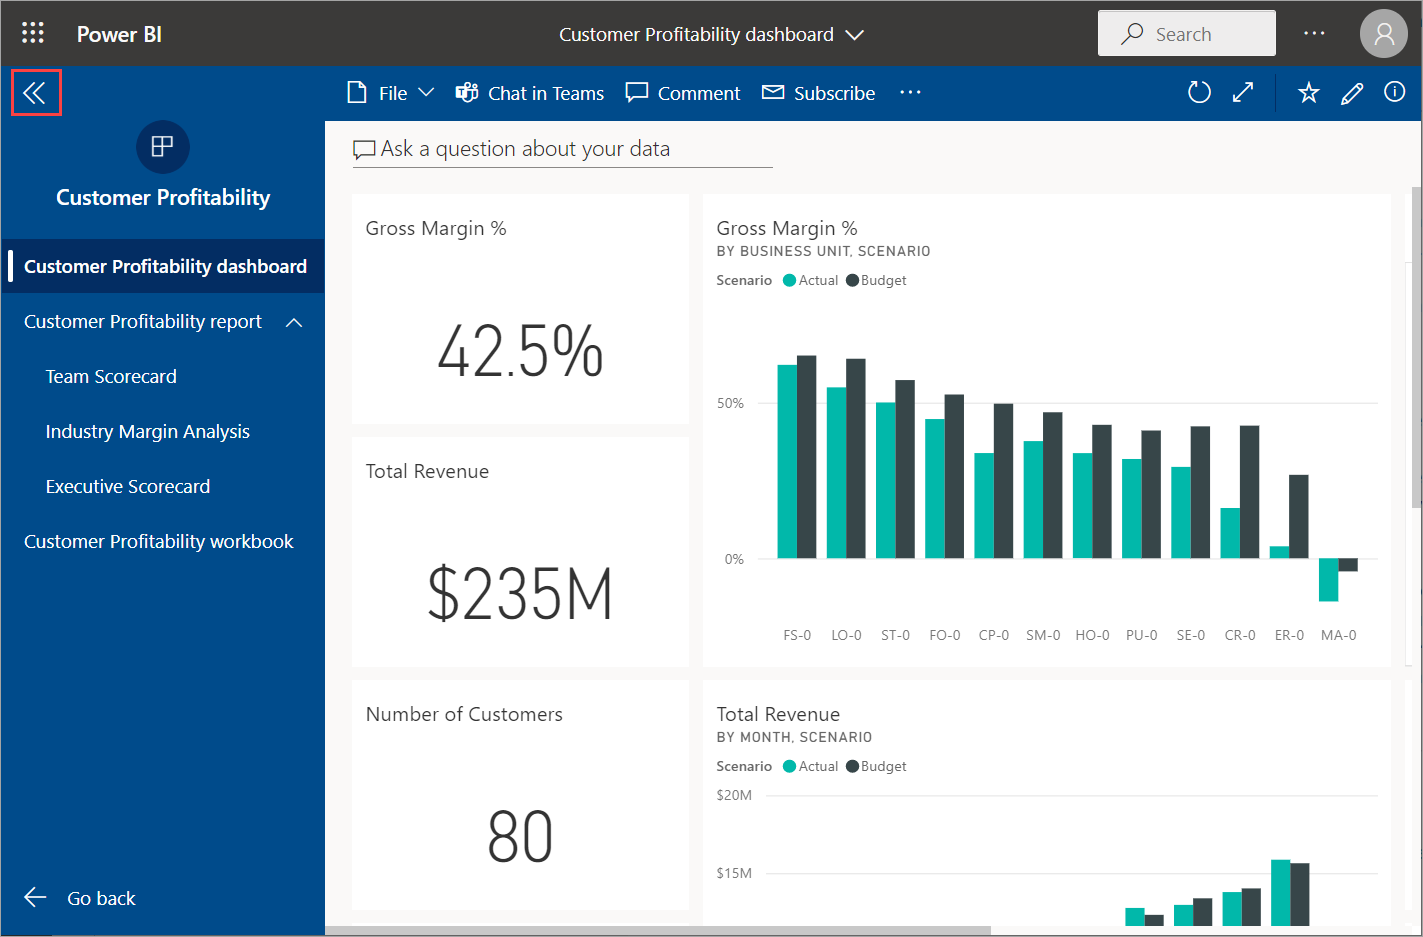 Power BI
Customer Profitability dashboard
Search
File
Chat in Teams
Comment
Subscribe
Customer Profitability
Customer Profitability dashboard
Customer Profitability report
Team Scorecard
Industry Margin Analysis
Executive Scorecard
Customer Profitability workbook
Go back
Ask a question about your data
Gross Margin %
42.5%
Total Revenue
$235M
Number of Customers
80
Gross Margin %
BY BUSINESS UNIT, SCENARIO
Scenario Actual Budget
50%
0%
FS-0 LO-0 ST-0 FO-0 CP-0 SM-0 HO-0 PU-0 SE-0 CR-0 ER-0 MA-0
Total Revenue
BY MONTH, SCENARIO
Scenario Actual Budget
$20M
$15M